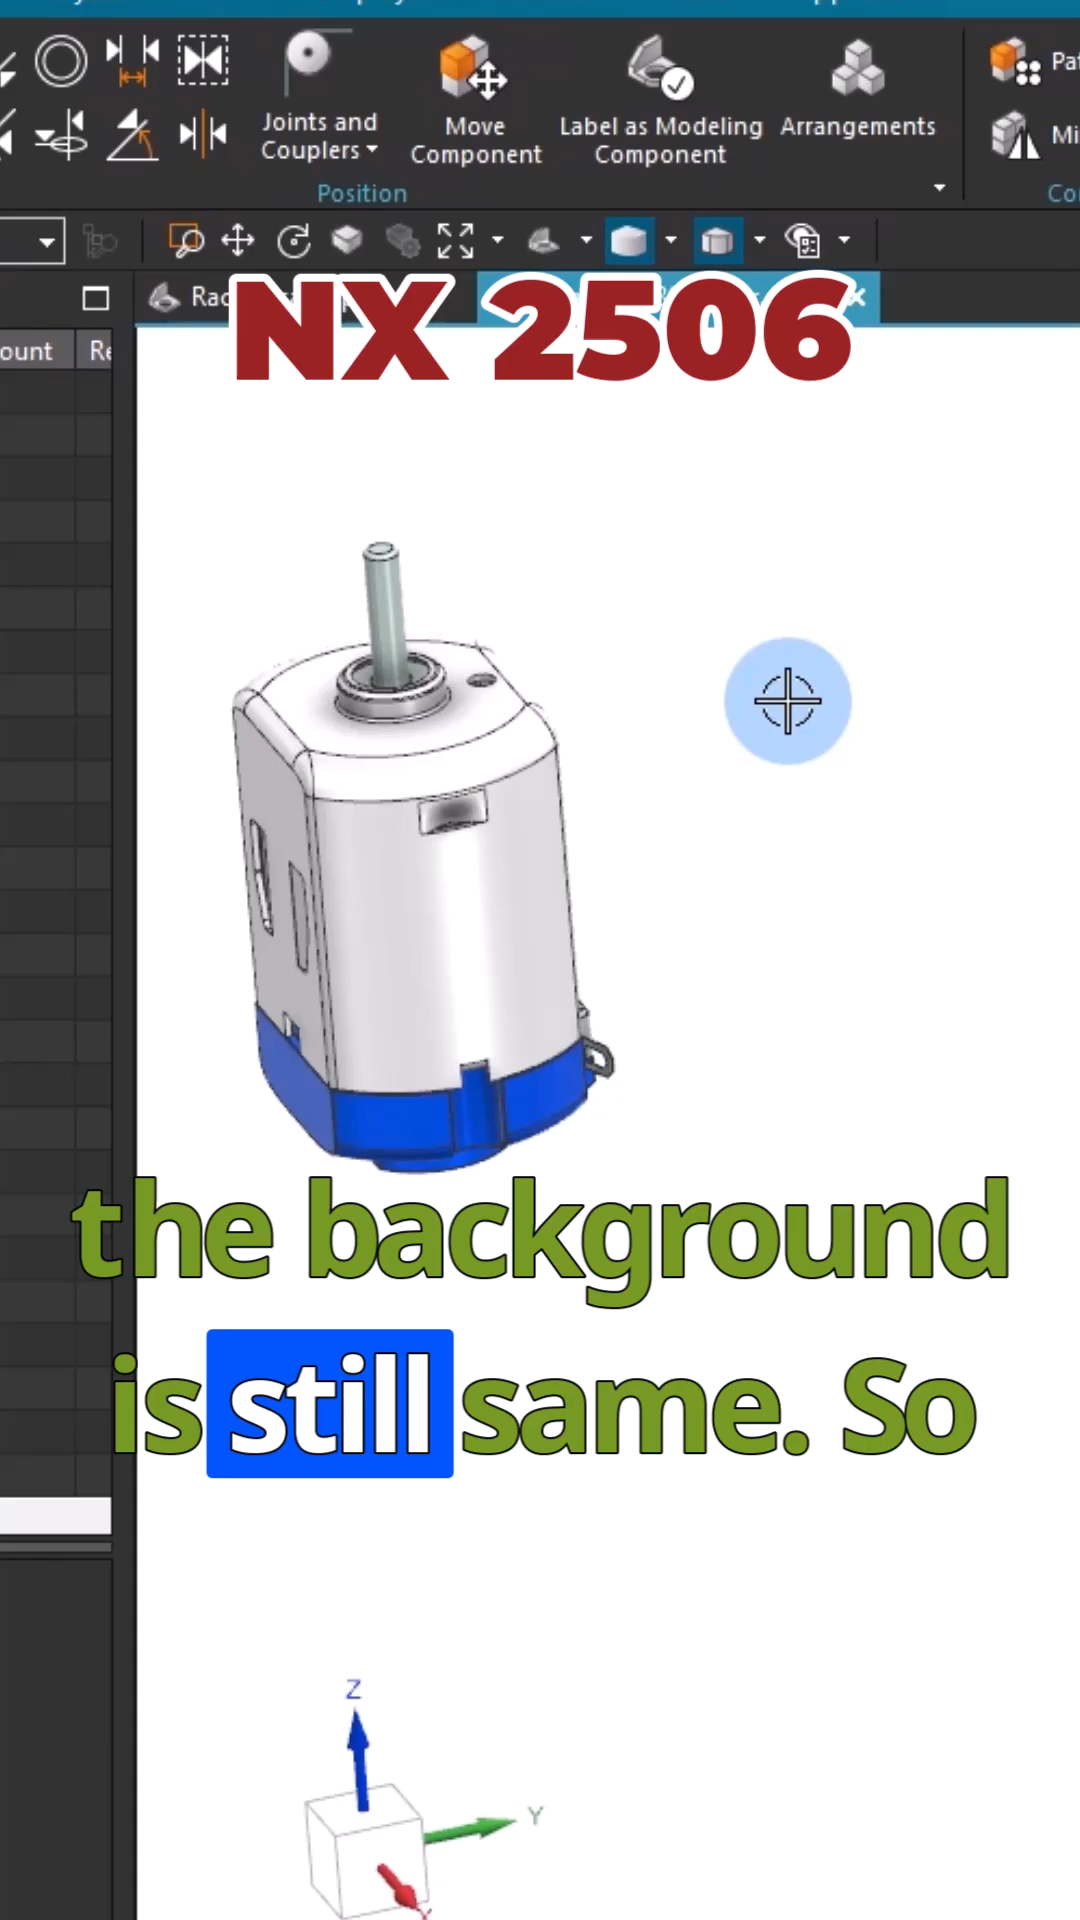 Joints and
Couplers
Move
Component
Label as Modeling
Component
Arrangements
Position
NX 2506
ount
the background
is still same. So
Z
Y